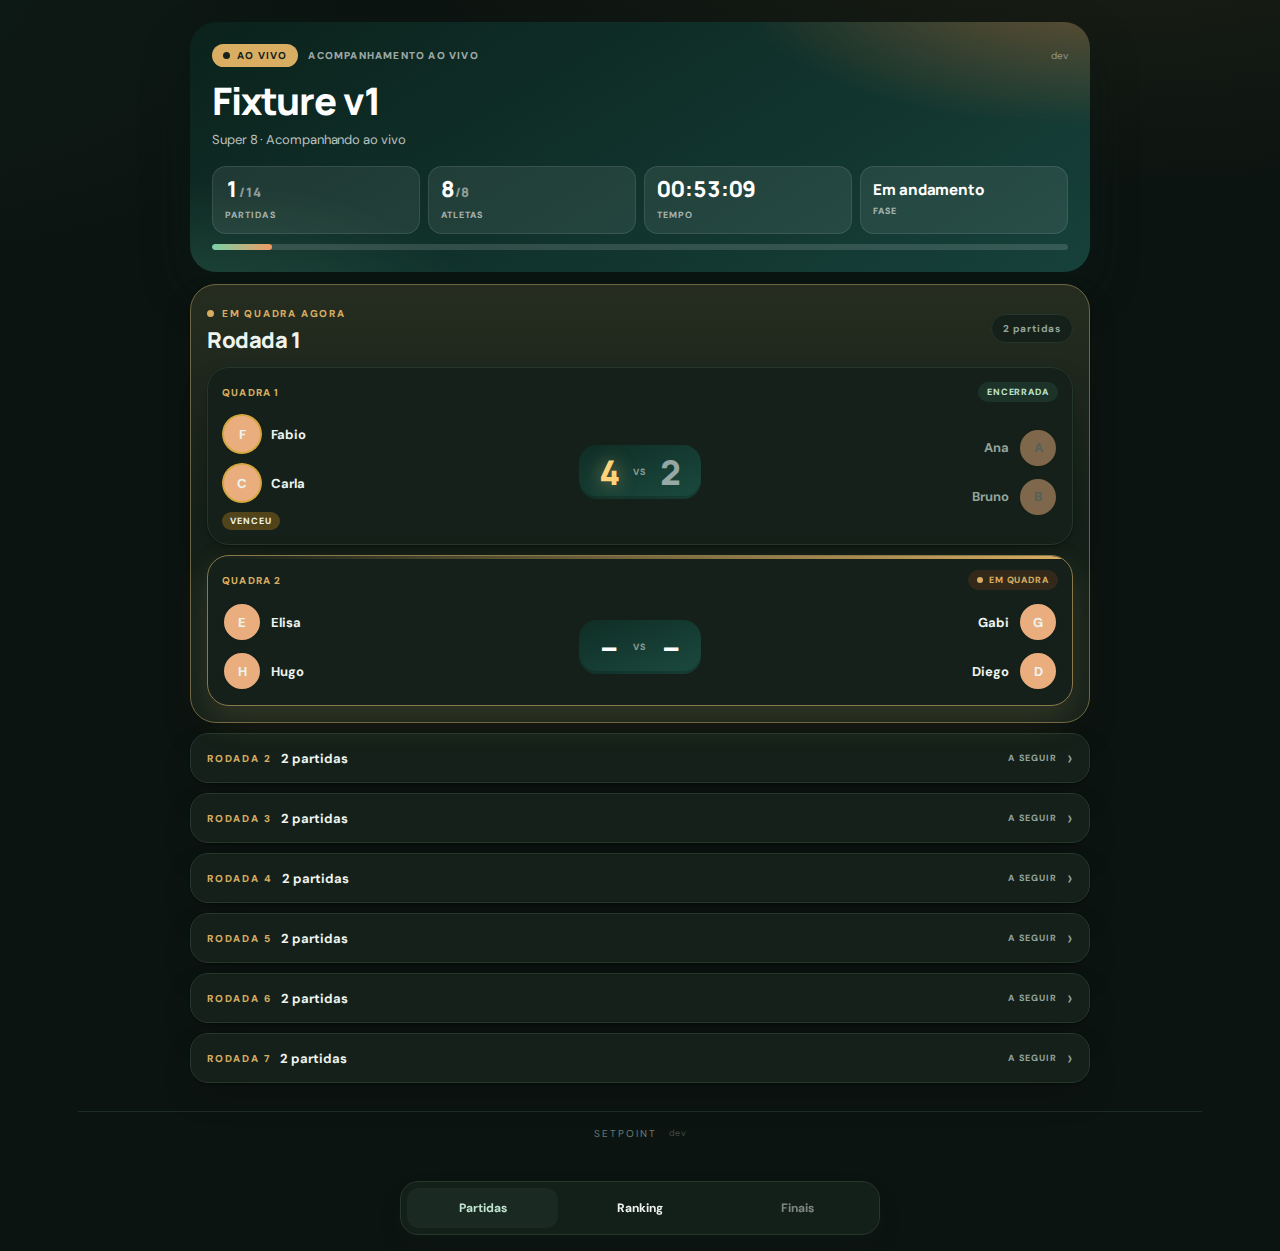 AO VIVO ACOMPANHAMENTO AO VIVO dev
Fixture v1
Super 8 · Acompanhando ao vivo
1/14 8/8 00:53:09 Em andamento
PARTIDAS ATLETAS TEMPO FASE
EM QUADRA AGORA
Rodada 1 2 partidas
QUADRA 1 ENCERRADA
F Fabio Ana A
4 VS 2
C Carla Bruno B
VENCEU
QUADRA 2 EM QUADRA
E Elisa Gabi G
– VS –
H Hugo Diego D
RODADA 2 2 partidas A SEGUIR ›
RODADA 3 2 partidas A SEGUIR ›
RODADA 4 2 partidas A SEGUIR ›
RODADA 5 2 partidas A SEGUIR ›
RODADA 6 2 partidas A SEGUIR ›
RODADA 7 2 partidas A SEGUIR ›
SETPOINT dev
Partidas Ranking Finais